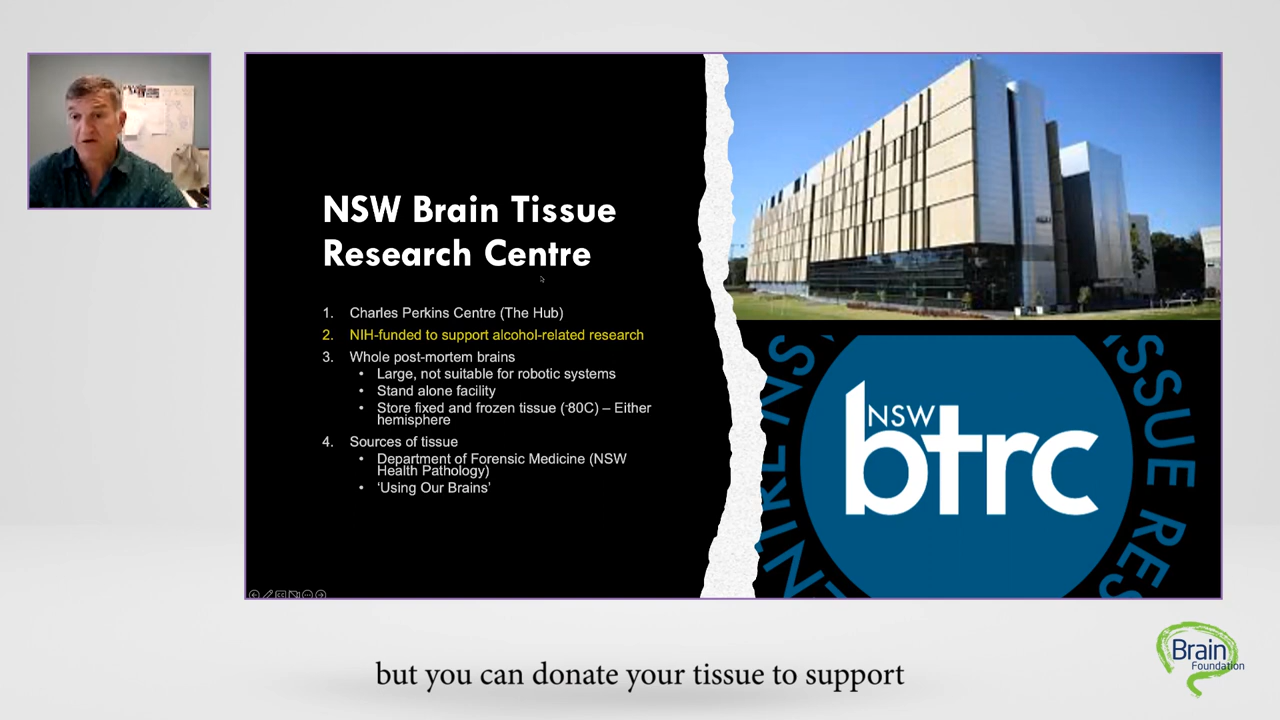 NSW Brain Tissue
Research Centre
1. Charles Perkins Centre (The Hub)
2. NIH-funded to support alcohol-related research
3. Whole post-mortem brains
• Large, not suitable for robotic systems
• Stand alone facility
• Store fixed and frozen tissue (-80C) – Either
hemisphere
4. Sources of tissue
• Department of Forensic Medicine (NSW
Health Pathology)
• ‘Using Our Brains’
NSW
btrc
Brain
Foundation
but you can donate your tissue to support